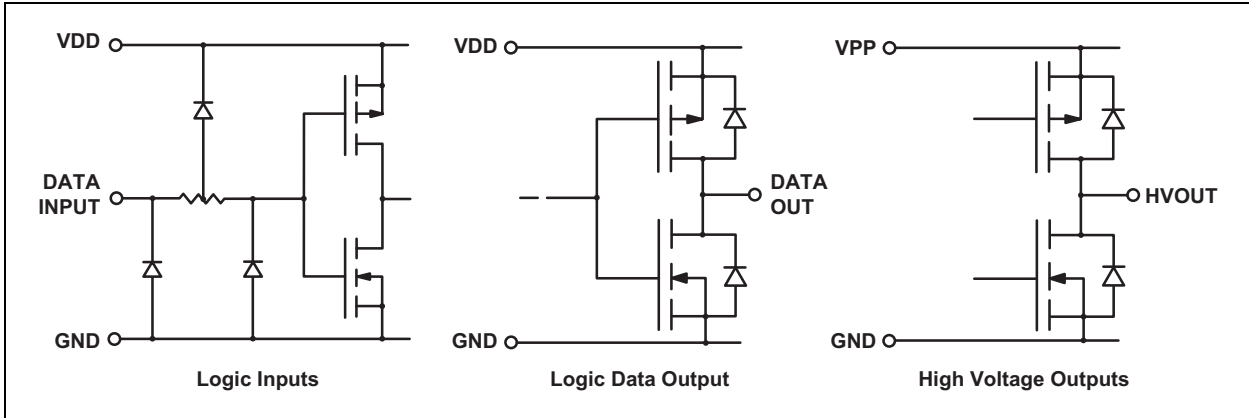 VDD
DATA
INPUT
GND
Logic Inputs
VDD
DATA
OUT
GND
Logic Data Output
VPP
HVOUT
GND
High Voltage Outputs